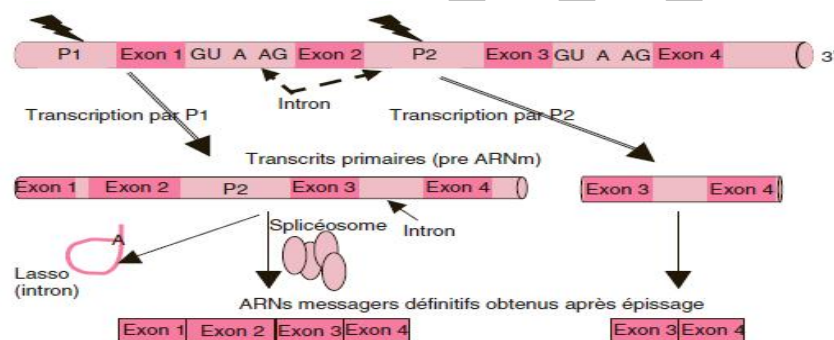 P1 Exon 1 GU A AG Exon 2 P2 Exon 3 GU A AG Exon 4 3'
Intron
Transcription par P1 Transcription par P2
Transcrits primaires (pre ARNm)
Exon 1 Exon 2 P2 Exon 3 Exon 4 Exon 3 Exon 4
A
Splicéosome Intron
Lasso
(intron)
ARNs messagers définitifs obtenus après épissage
Exon 1 Exon 2 Exon 3 Exon 4 Exon 3 Exon 4